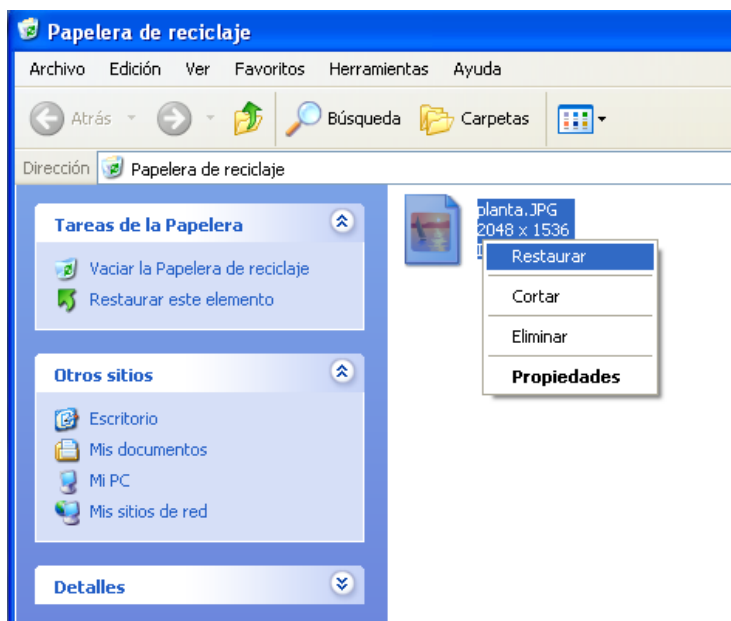 Papelera de reciclaje
Archivo Edición Ver Favoritos Herramientas Ayuda
Atrás Búsqueda Carpetas
Dirección Papelera de reciclaje
Tareas de la Papelera
Vaciar la Papelera de reciclaje
Restaurar este elemento
Otros sitios
Escritorio
Mis documentos
Mi PC
Mis sitios de red
Detalles
planta.JPG
2048 x 1536
Restaurar
Cortar
Eliminar
Propiedades